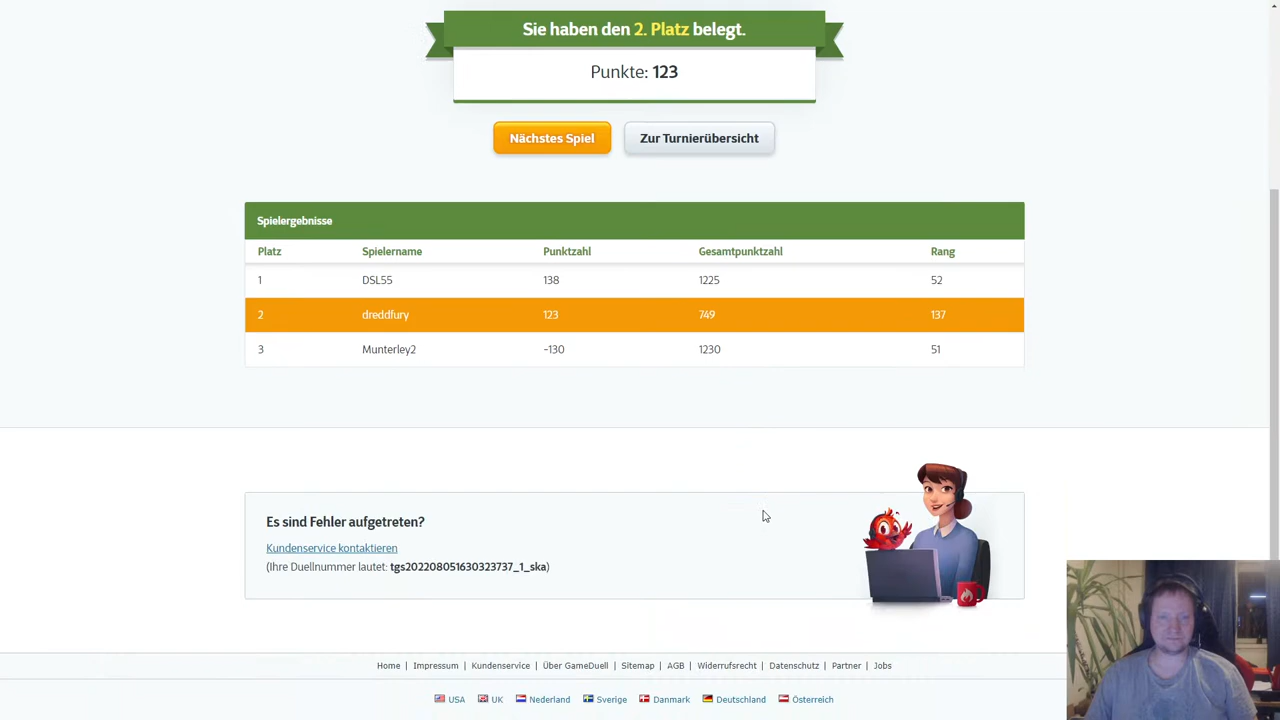 Sie haben den 2. Platz belegt.
Punkte: 123
Nächstes Spiel
Zur Turnierübersicht
Spielergebnisse
Platz Spielername Punktzahl Gesamtpunktzahl Rang
1 DSL55 138 1225 52
2 dreddfury 123 749 137
3 Munterley2 -130 1230 51
Es sind Fehler aufgetreten?
Kundenservice kontaktieren
(Ihre Duellnummer lautet: tgs202208051630323737_1_ska)
Home | Impressum | Kundenservice | Über GameDuell | Sitemap | AGB | Widerrufsrecht | Datenschutz | Partner | Jobs
USA UK Nederland Sverige Danmark Deutschland Österreich